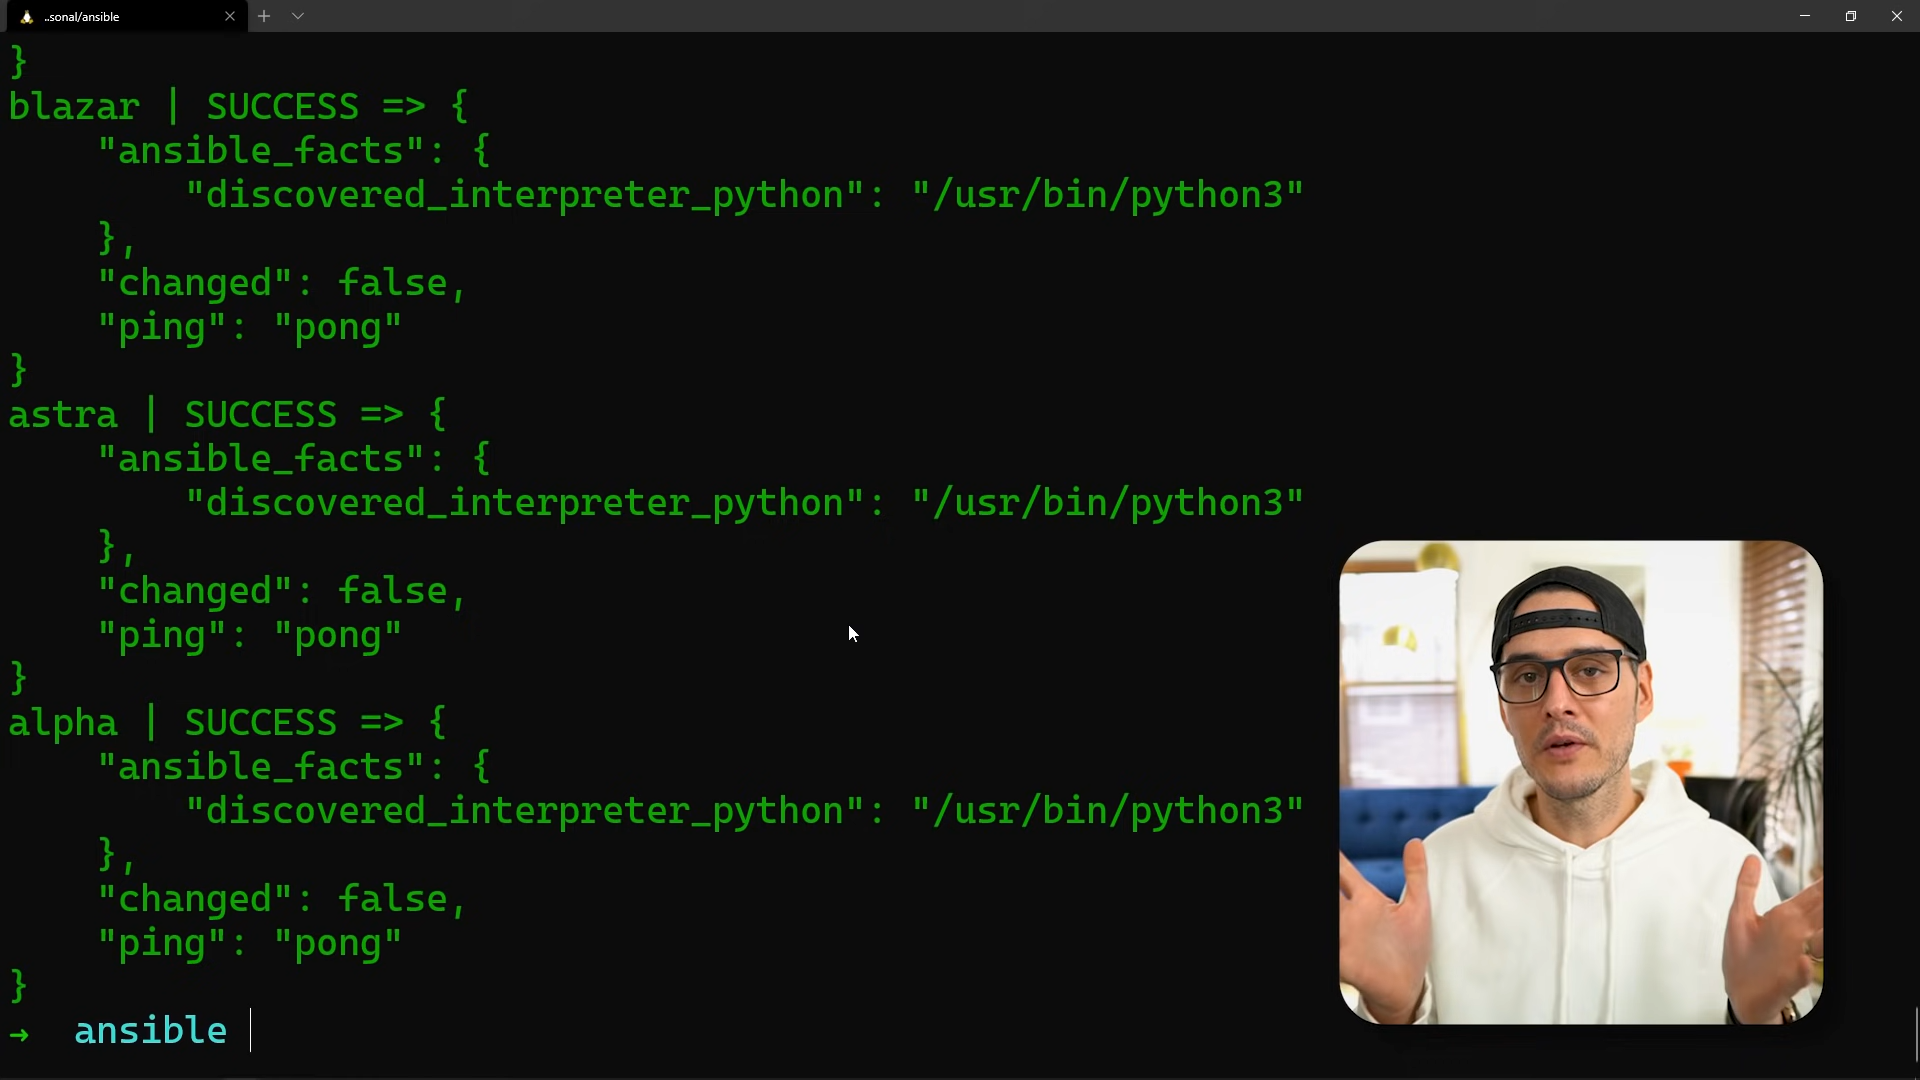 ..sonal/ansible
}
blazar | SUCCESS => {
    "ansible_facts": {
        "discovered_interpreter_python": "/usr/bin/python3"
    },
    "changed": false,
    "ping": "pong"
}
astra | SUCCESS => {
    "ansible_facts": {
        "discovered_interpreter_python": "/usr/bin/python3"
    },
    "changed": false,
    "ping": "pong"
}
alpha | SUCCESS => {
    "ansible_facts": {
        "discovered_interpreter_python": "/usr/bin/python3"
    },
    "changed": false,
    "ping": "pong"
}
→  ansible